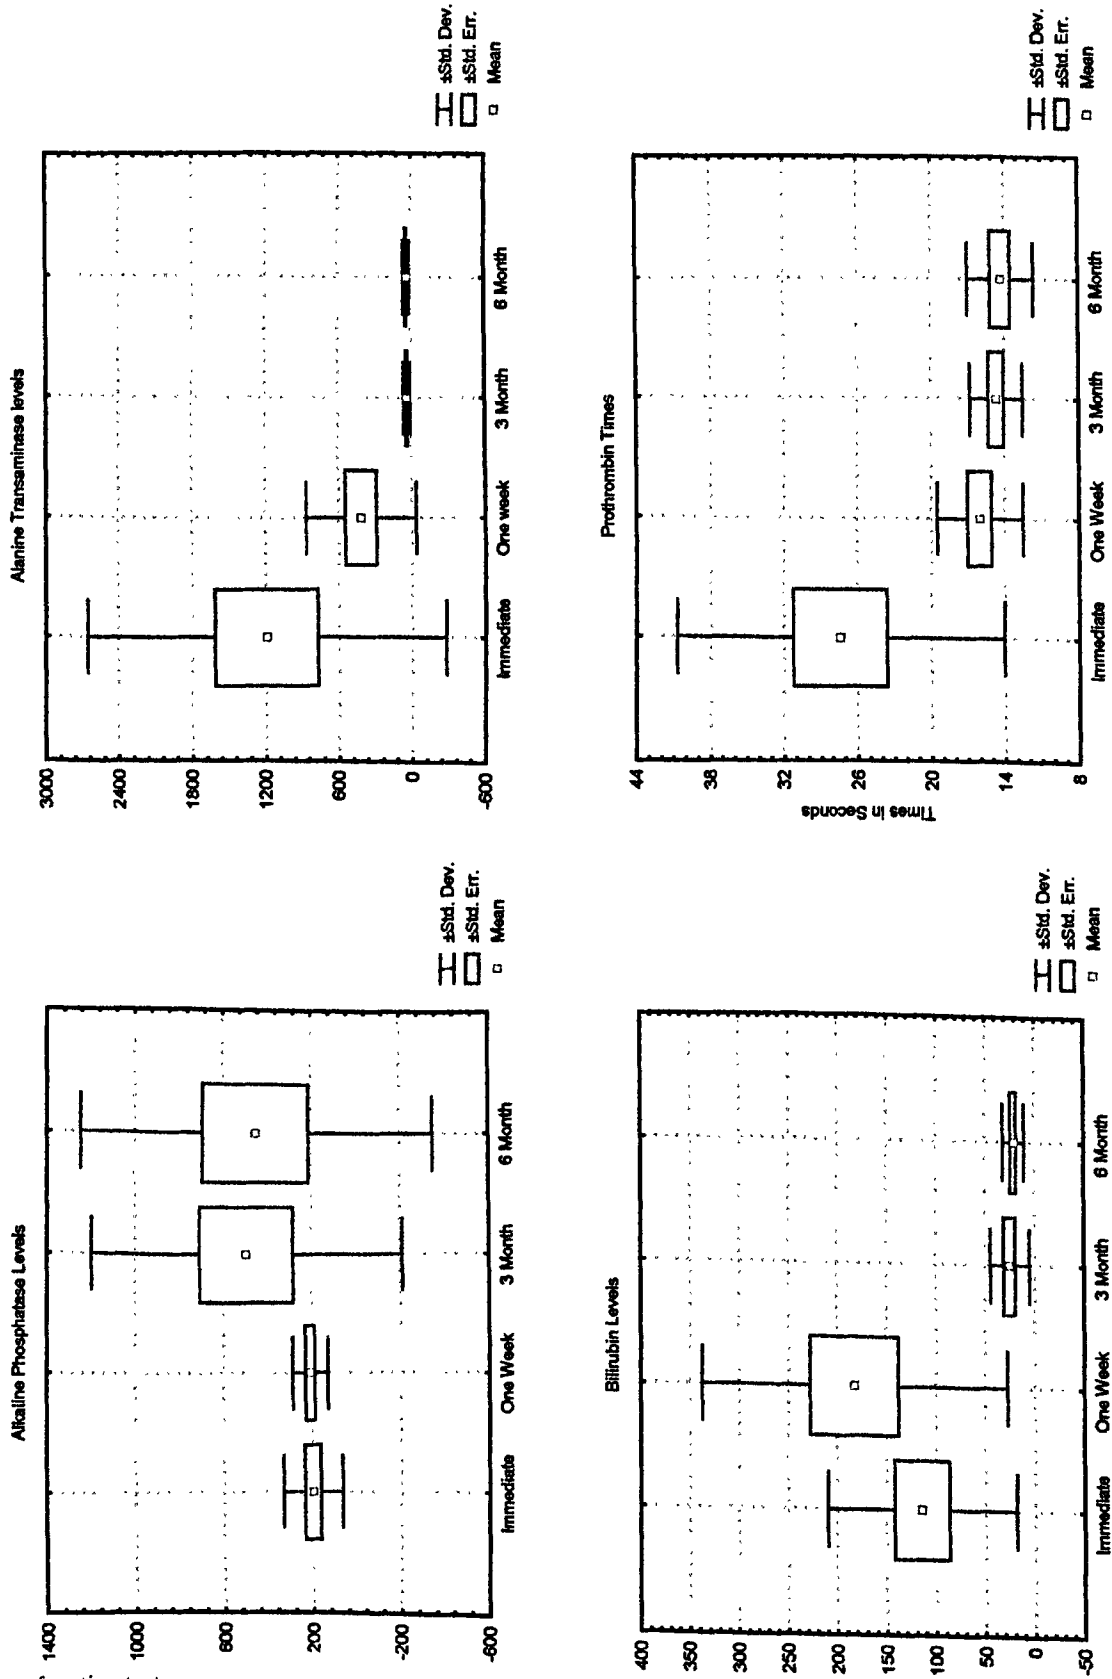 Alkaline Phosphatase Levels
1400
1000
600
200
-200
-600
Immediate
One Week
3 Month
6 Month
±Std. Dev.
±Std. Err.
Mean
Alanine Transaminase levels
3000
2400
1800
1200
600
0
-600
Immediate
One week
3 Month
6 Month
±Std. Dev.
±Std. Err.
Mean
Bilirubin Levels
400
350
300
250
200
150
100
50
0
-50
Immediate
One Week
3 Month
6 Month
±Std. Dev.
±Std. Err.
Mean
Prothrombin Times
Times in Seconds
44
38
32
26
20
14
8
Immediate
One Week
3 Month
6 Month
±Std. Dev.
±Std. Err.
Mean